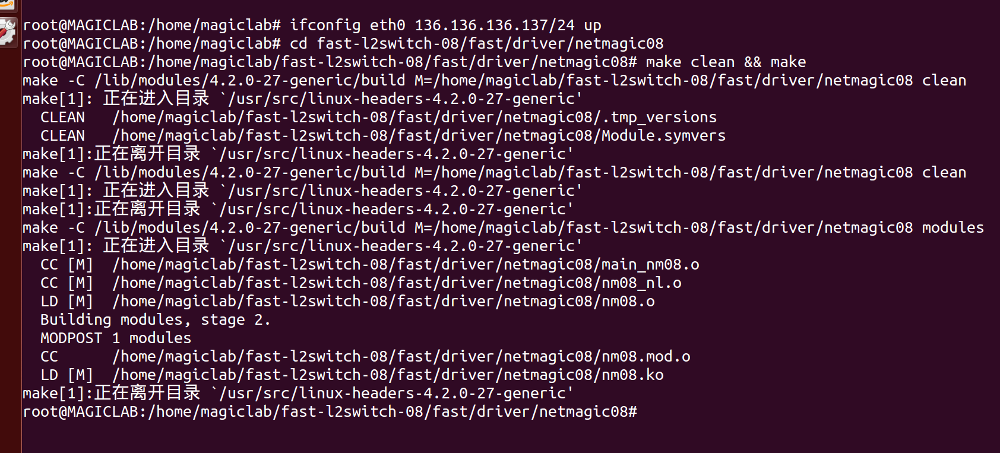 root@MAGICLAB:/home/magiclab# ifconfig eth0 136.136.136.137/24 up
root@MAGICLAB:/home/magiclab# cd fast-l2switch-08/fast/driver/netmagic08
root@MAGICLAB:/home/magiclab/fast-l2switch-08/fast/driver/netmagic08# make clean && make
make -C /lib/modules/4.2.0-27-generic/build M=/home/magiclab/fast-l2switch-08/fast/driver/netmagic08 clean
make[1]: 正在进入目录 `/usr/src/linux-headers-4.2.0-27-generic'
  CLEAN   /home/magiclab/fast-l2switch-08/fast/driver/netmagic08/.tmp_versions
  CLEAN   /home/magiclab/fast-l2switch-08/fast/driver/netmagic08/Module.symvers
make[1]:正在离开目录 `/usr/src/linux-headers-4.2.0-27-generic'
make -C /lib/modules/4.2.0-27-generic/build M=/home/magiclab/fast-l2switch-08/fast/driver/netmagic08 clean
make[1]: 正在进入目录 `/usr/src/linux-headers-4.2.0-27-generic'
make[1]:正在离开目录 `/usr/src/linux-headers-4.2.0-27-generic'
make -C /lib/modules/4.2.0-27-generic/build M=/home/magiclab/fast-l2switch-08/fast/driver/netmagic08 modules
make[1]: 正在进入目录 `/usr/src/linux-headers-4.2.0-27-generic'
  CC [M]  /home/magiclab/fast-l2switch-08/fast/driver/netmagic08/main_nm08.o
  CC [M]  /home/magiclab/fast-l2switch-08/fast/driver/netmagic08/nm08_nl.o
  LD [M]  /home/magiclab/fast-l2switch-08/fast/driver/netmagic08/nm08.o
  Building modules, stage 2.
  MODPOST 1 modules
  CC      /home/magiclab/fast-l2switch-08/fast/driver/netmagic08/nm08.mod.o
  LD [M]  /home/magiclab/fast-l2switch-08/fast/driver/netmagic08/nm08.ko
make[1]:正在离开目录 `/usr/src/linux-headers-4.2.0-27-generic'
root@MAGICLAB:/home/magiclab/fast-l2switch-08/fast/driver/netmagic08#